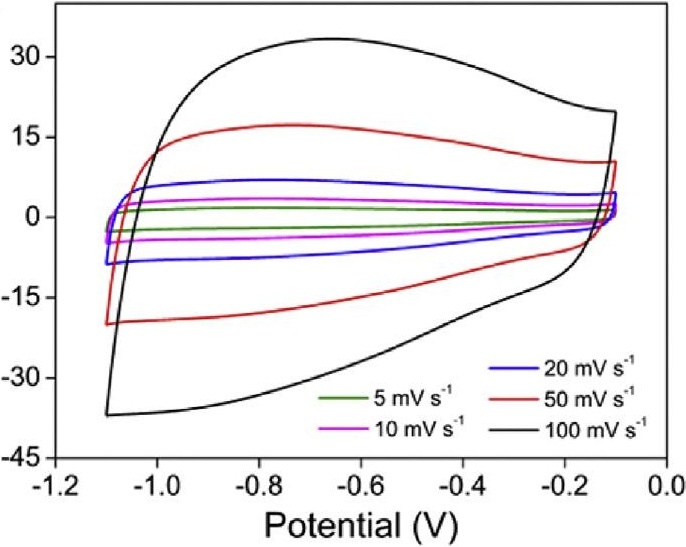 30
15
0
-15
-30
-45
5 mV s⁻¹
10 mV s⁻¹
20 mV s⁻¹
50 mV s⁻¹
100 mV s⁻¹
-1.2 -1.0 -0.8 -0.6 -0.4 -0.2 0.0
Potential (V)